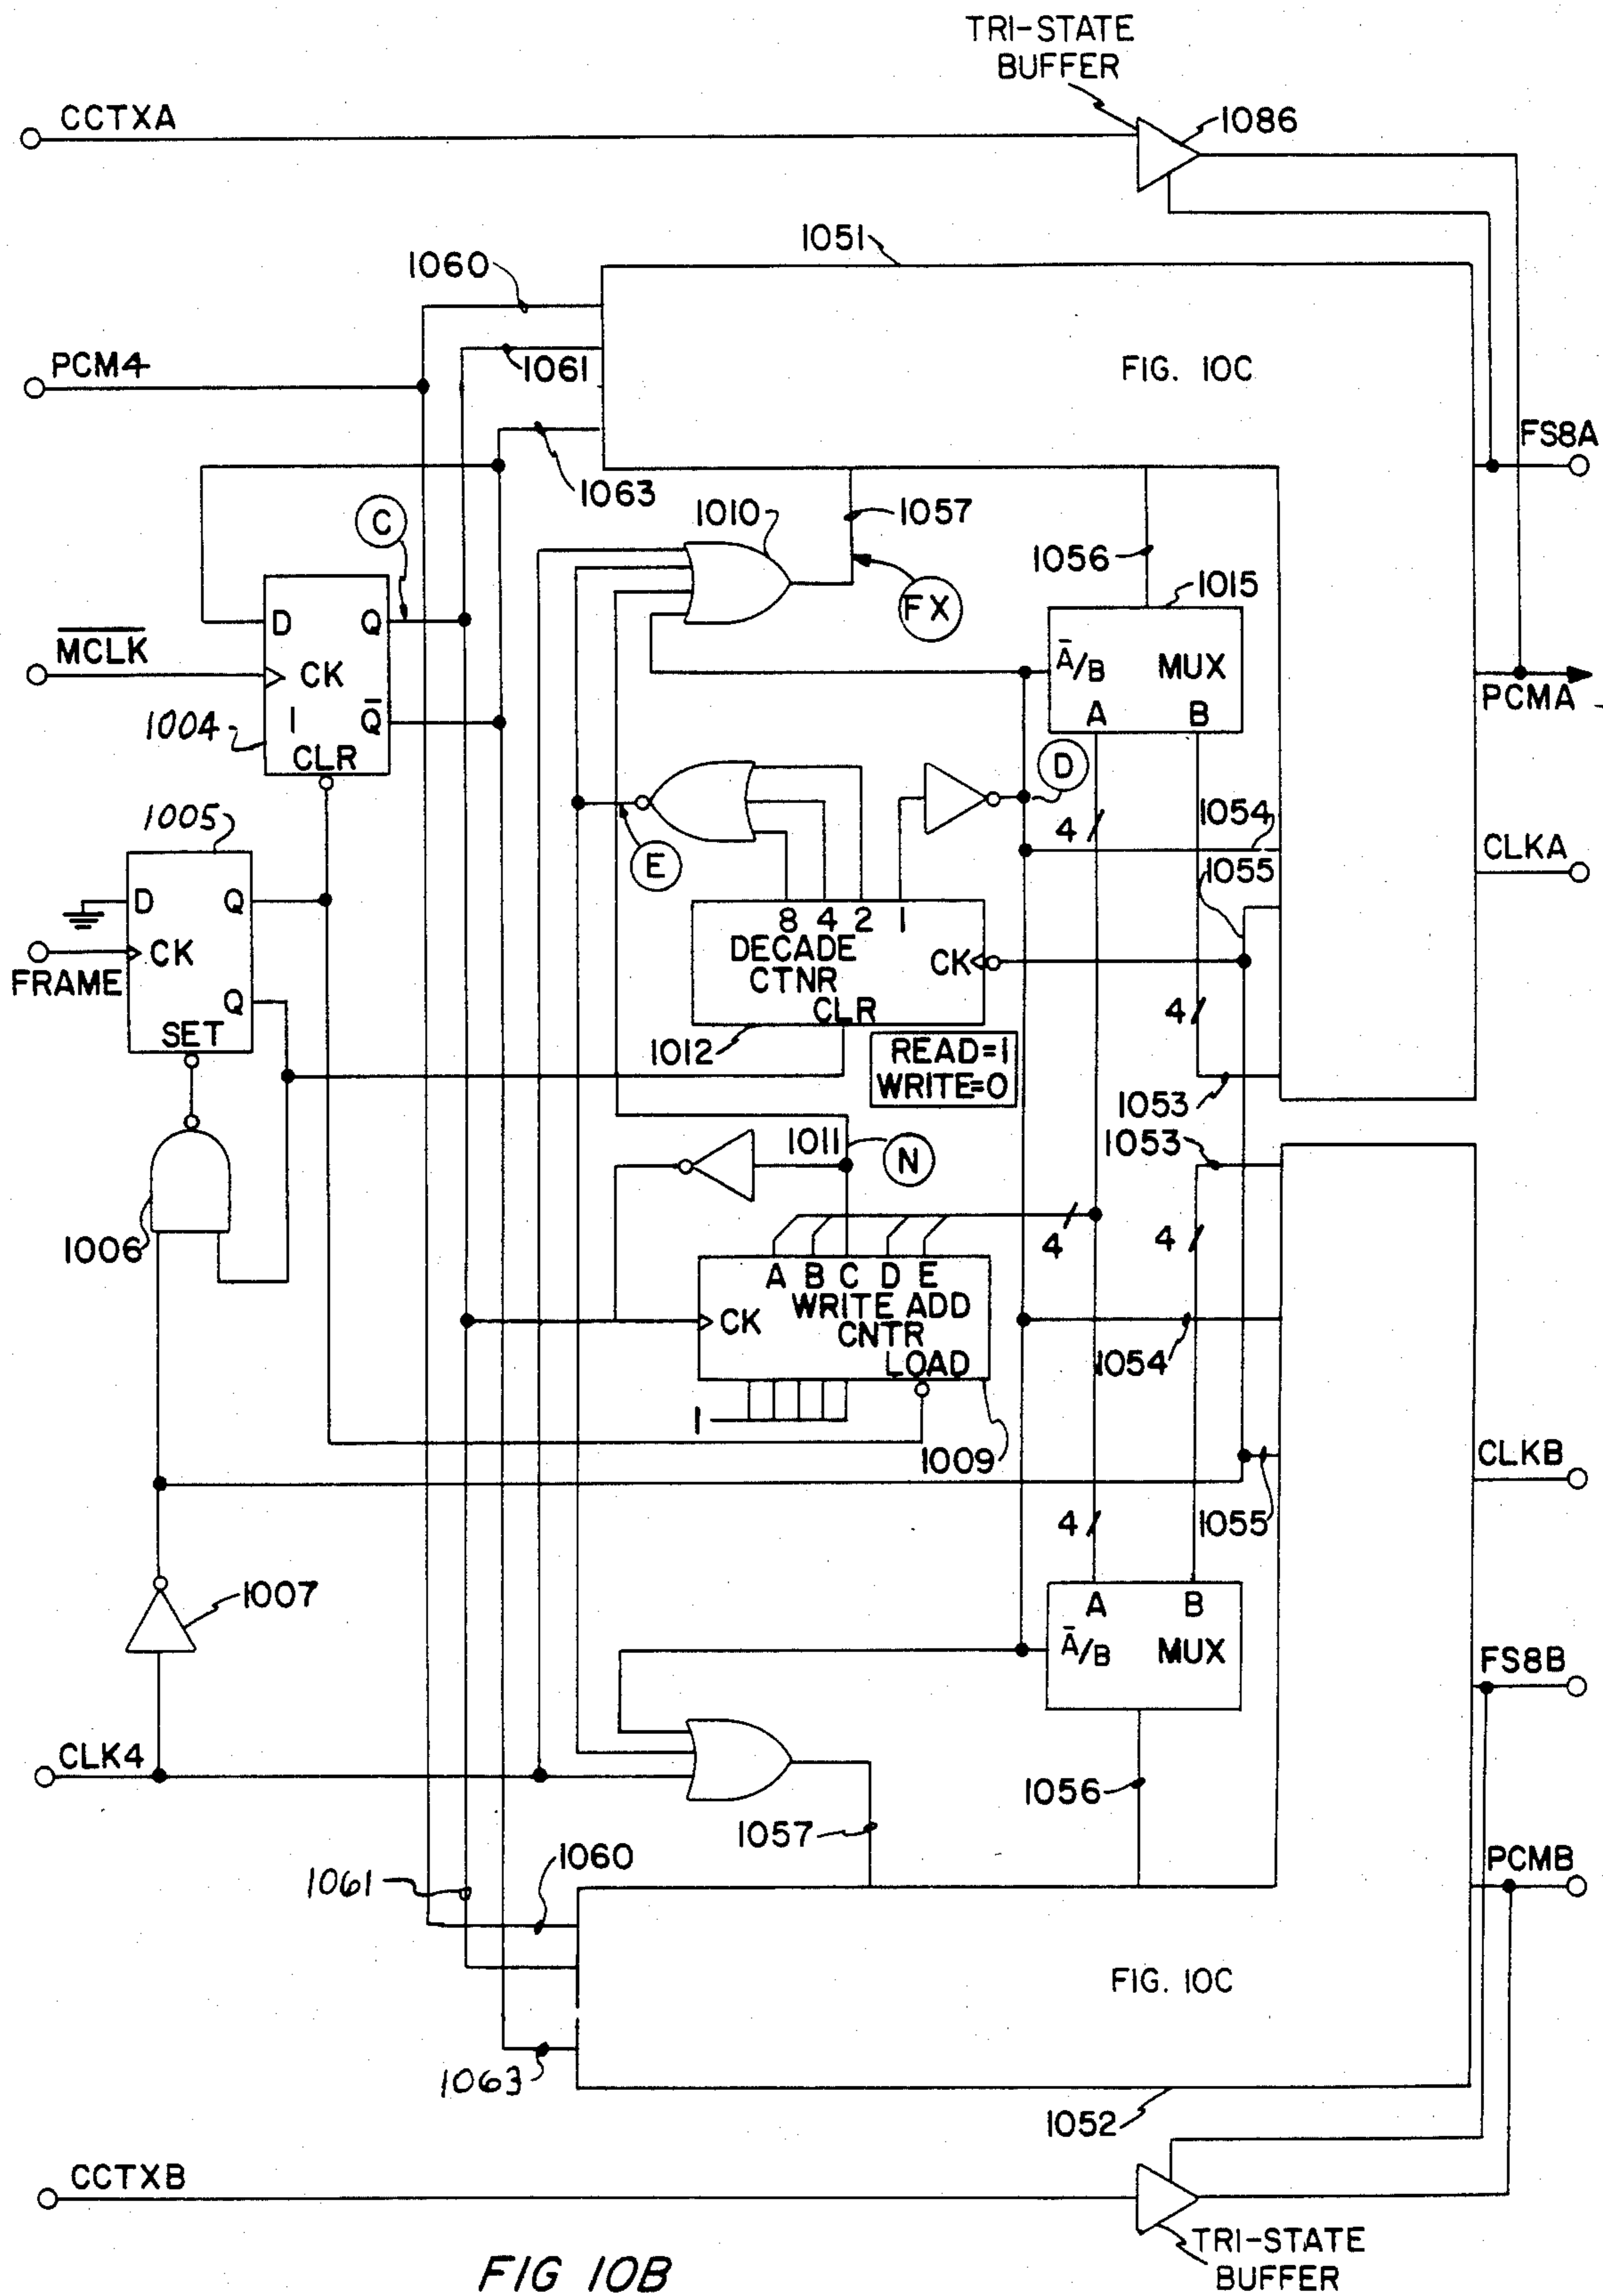 TRI-STATE
BUFFER
CCTXA
1086
1051
1060
PCM4
1061
FIG. 10C
FS8A
1063
1010
1057
1056
C
FX
1015
D Q
MCLK
CK
A/B MUX
PCMA
1
Q
A B
1004
CLR
D
1005
E
4
1054
CLKA
1055
D Q
8 4 2 1
DECADE
CTNR
CK
CLR
CK
FRAME
Q
4
SET
1012
READ=1
WRITE=0
1053
1053
1011
N
1006
4
4
A B C D E
WRITE ADD
CNTR
CK
LOAD
1054
1
1009
CLKB
4
1055
1007
A B
A/B MUX
FS8B
CLK4
1056
1057
PCMB
1061
1060
FIG. 10C
1063
1052
CCTXB
TRI-STATE
BUFFER
FIG 10B